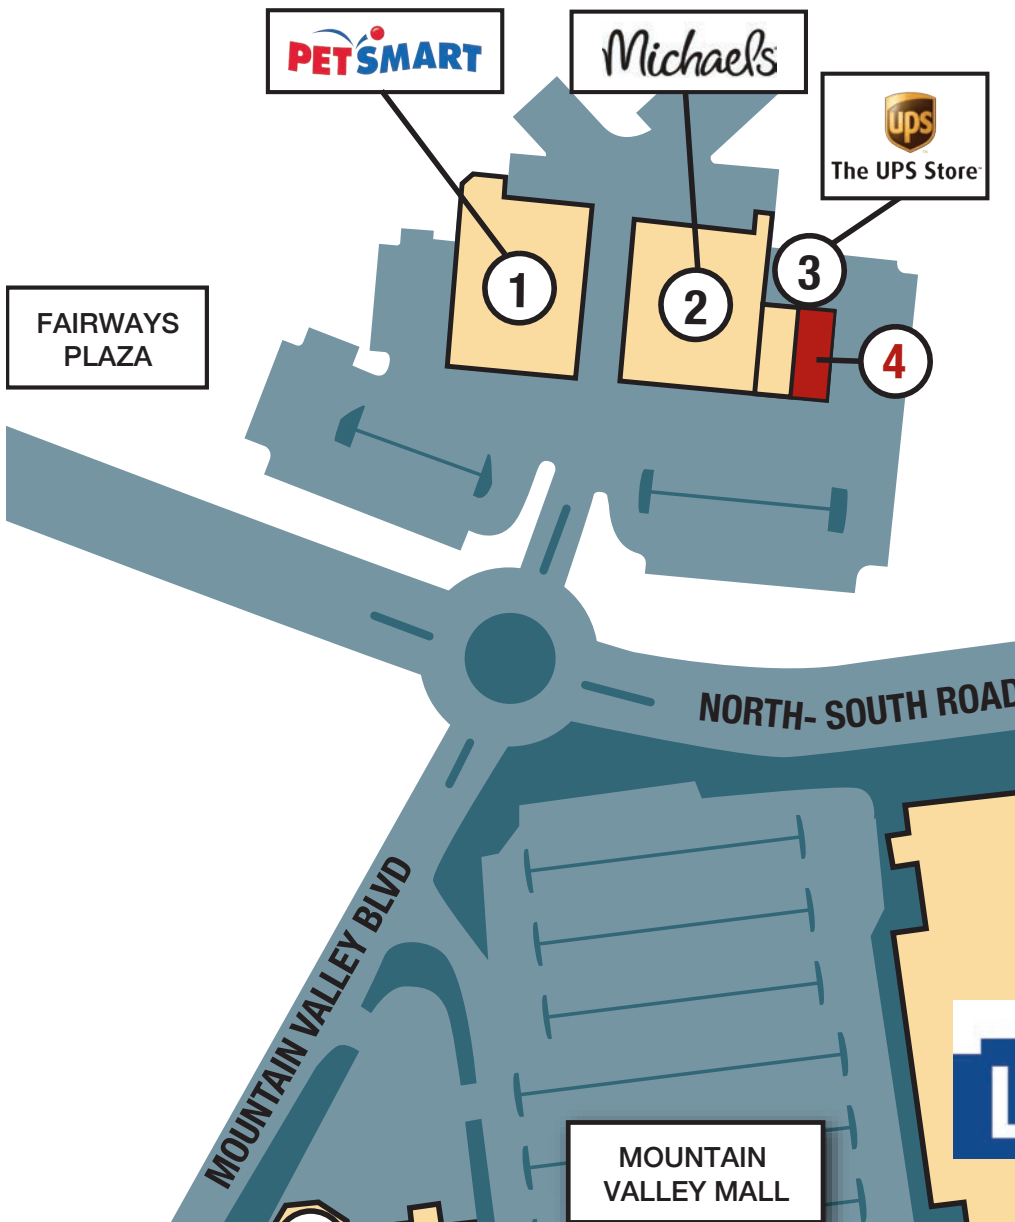 PETSMART
Michaels
ups
The UPS Store
1
2
3
4
FAIRWAYS
PLAZA
NORTH- SOUTH ROAD
MOUNTAIN VALLEY BLVD
L
MOUNTAIN
VALLEY MALL